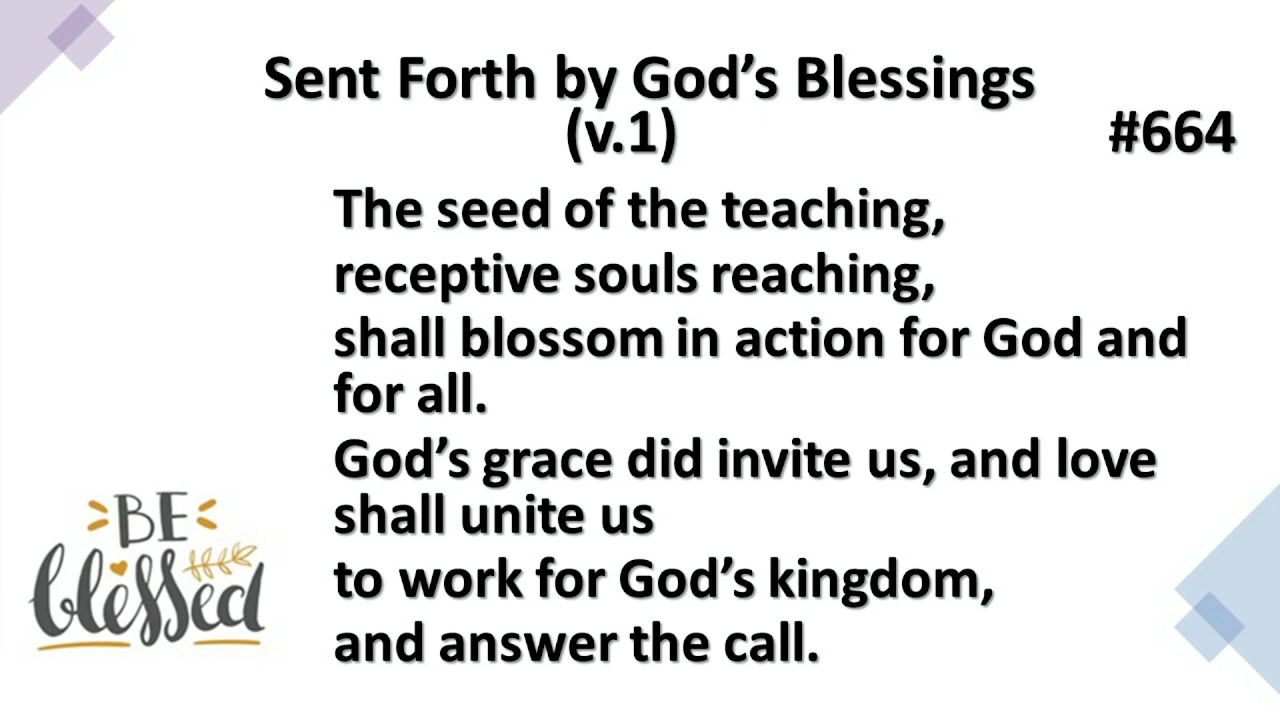 Sent Forth by God’s Blessings
(v.1) #664
The seed of the teaching,
receptive souls reaching,
shall blossom in action for God and
for all.
God’s grace did invite us, and love
shall unite us
to work for God’s kingdom,
and answer the call.
BE
blessed